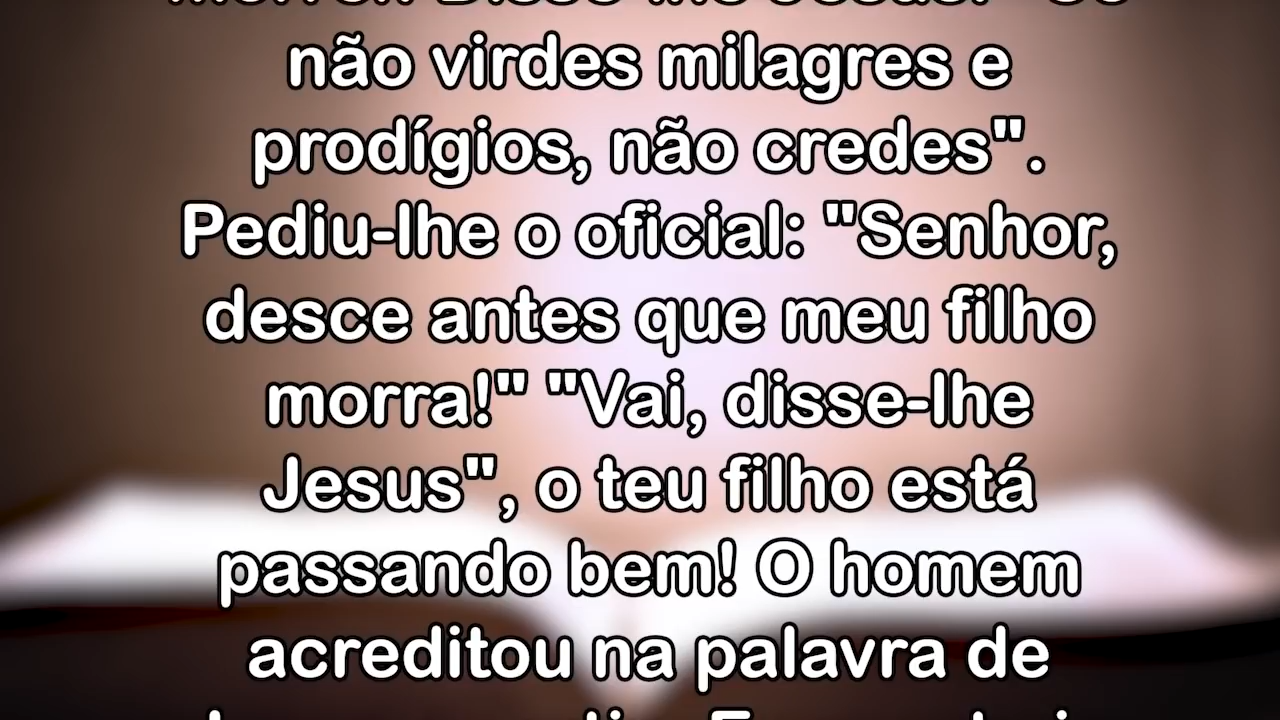 não virdes milagres e
prodígios, não credes".
Pediu-lhe o oficial: "Senhor,
desce antes que meu filho
morra!" "Vai, disse-lhe
Jesus", o teu filho está
passando bem! O homem
acreditou na palavra de